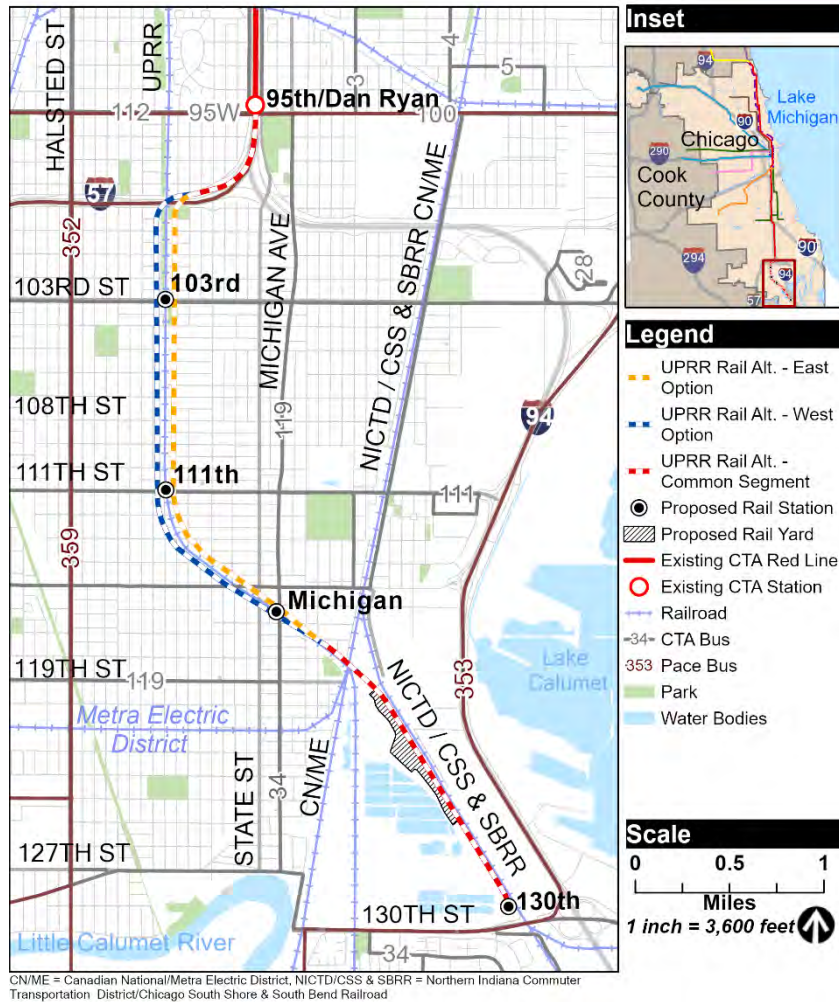 HALSTED ST
UPRR
4
3
5
95th/Dan Ryan
112
95W
100
57
352
MICHIGAN AVE
NICTD / CSS & SBRR CN/ME
28
103RD ST
103rd
108TH ST
119
94
111TH ST
111th
111
359
Michigan
119TH ST
119
353
Lake
Calumet
Metra Electric
District
NICTD / CSS & SBRR
STATE ST
34
CN/ME
127TH ST
130th
130TH ST
34
Little Calumet River
Inset
94
Lake
Michigan
90
Chicago
290
Cook
County
90
294
94
57
Legend
UPRR Rail Alt. - East
Option
UPRR Rail Alt. - West
Option
UPRR Rail Alt. -
Common Segment
Proposed Rail Station
Proposed Rail Yard
Existing CTA Red Line
Existing CTA Station
Railroad
34 CTA Bus
353 Pace Bus
Park
Water Bodies
Scale
0 0.5 1
Miles
1 inch = 3,600 feet
CN/ME = Canadian National/Metra Electric District, NICTD/CSS & SBRR = Northern Indiana Commuter
Transportation District/Chicago South Shore & South Bend Railroad